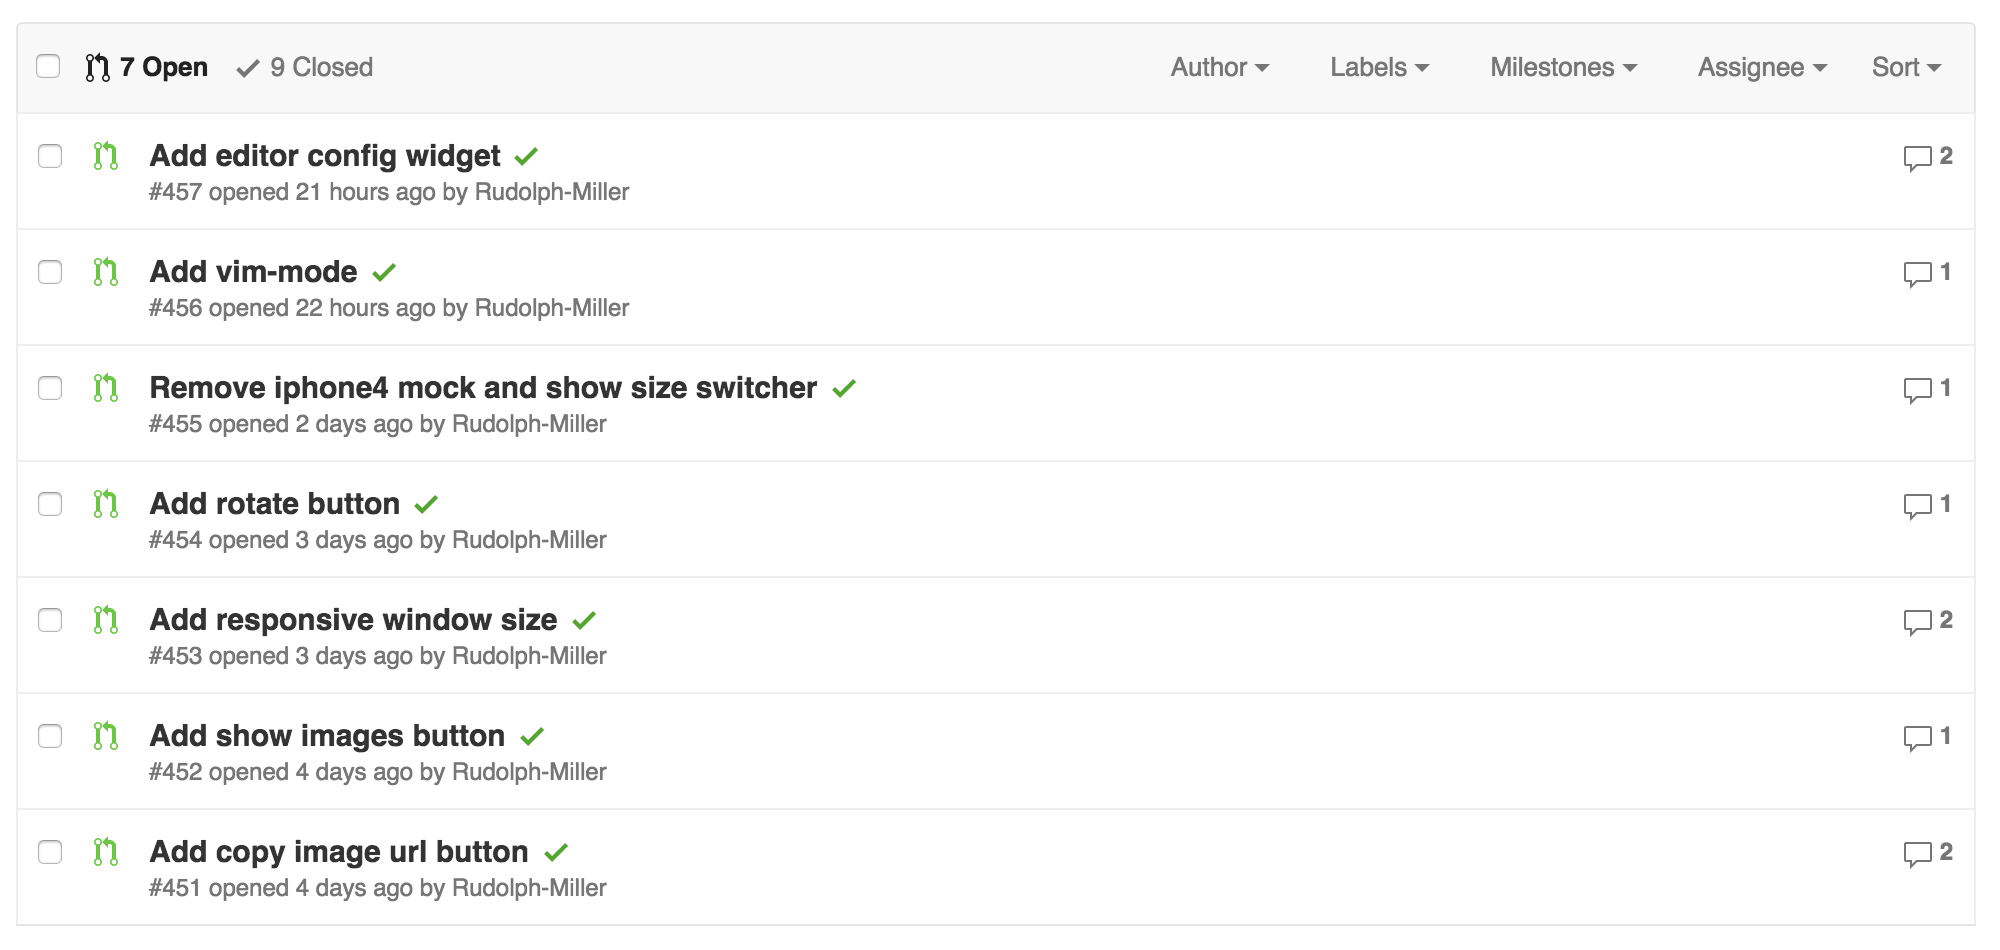 7 Open 9 Closed Author Labels Milestones Assignee Sort
Add editor config widget 2
#457 opened 21 hours ago by Rudolph-Miller
Add vim-mode 1
#456 opened 22 hours ago by Rudolph-Miller
Remove iphone4 mock and show size switcher 1
#455 opened 2 days ago by Rudolph-Miller
Add rotate button 1
#454 opened 3 days ago by Rudolph-Miller
Add responsive window size 2
#453 opened 3 days ago by Rudolph-Miller
Add show images button 1
#452 opened 4 days ago by Rudolph-Miller
Add copy image url button 2
#451 opened 4 days ago by Rudolph-Miller